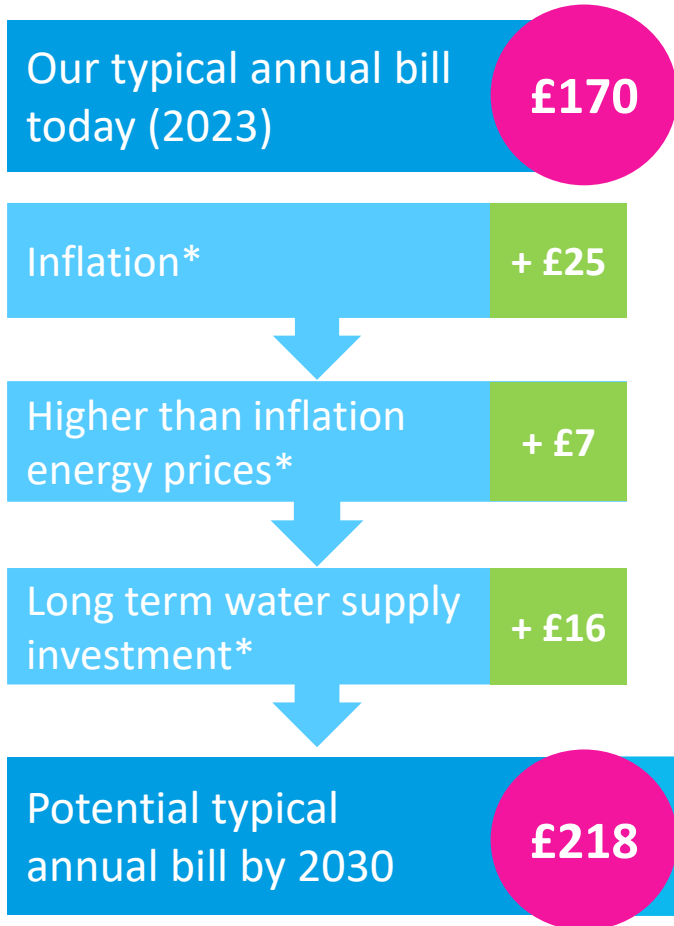 Our typical annual bill
today (2023)
£170
Inflation*
+ £25
Higher than inflation
energy prices*
+ £7
Long term water supply
investment*
+ £16
Potential typical
annual bill by 2030
£218